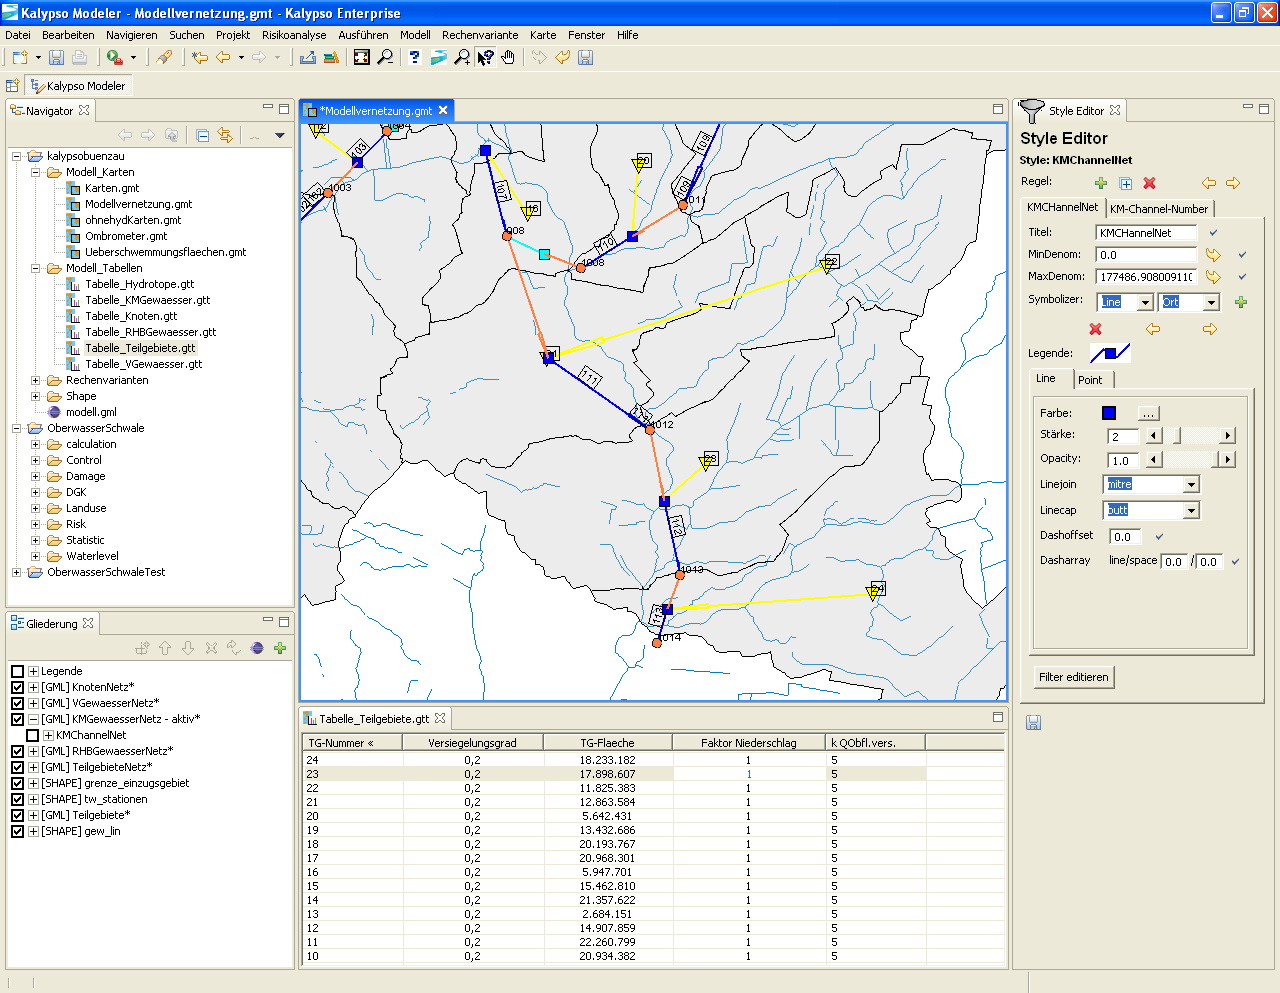 Kalypso Modeler - Modellvernetzung.gmt - Kalypso Enterprise
Datei Bearbeiten Navigieren Suchen Projekt Risikoanalyse Ausführen Modell Rechenvariante Karte Fenster Hilfe
Kalypso Modeler
Navigator
kalypsobuenzau
Modell_Karten
Karten.gmt
Modellvernetzung.gmt
ohnehydKarten.gmt
Ombrometer.gmt
Ueberschwemmungsflaechen.gmt
Modell_Tabellen
Tabelle_Hydrotope.gtt
Tabelle_KMGewaesser.gtt
Tabelle_Knoten.gtt
Tabelle_RHBGewaesser.gtt
Tabelle_Teilgebiete.gtt
Tabelle_VGewaesser.gtt
Rechenvarianten
Shape
modell.gml
OberwasserSchwale
calculation
Control
Damage
DGK
Landuse
Risk
Statistic
Waterlevel
OberwasserSchwaleTest
Gliederung
Legende
[GML] KnotenNetz*
[GML] VGewaesserNetz*
[GML] KMGewaesserNetz - aktiv*
KMChannelNet
[GML] RHBGewaesserNetz*
[GML] TeilgebieteNetz*
[SHAPE] grenze_einzugsgebiet
[SHAPE] tw_stationen
[GML] Teilgebiete*
[SHAPE] gew_lin
*Modellvernetzung.gmt
103
1003
107
20
109
109
1011
110
1008
22
111
1012
23
112
1013
24
113
1014
Tabelle_Teilgebiete.gtt
TG-Nummer « Versiegelungsgrad TG-Flaeche Faktor Niederschlag k QObfl.vers.
24 0,2 18.233.182 1 5
23 0,2 17.898.607 1 5
22 0,2 11.825.383 1 5
21 0,2 12.863.584 1 5
20 0,2 5.642.431 1 5
19 0,2 13.432.686 1 5
18 0,2 20.193.767 1 5
17 0,2 20.968.301 1 5
16 0,2 5.947.701 1 5
15 0,2 15.462.810 1 5
14 0,2 21.357.622 1 5
13 0,2 2.684.151 1 5
12 0,2 14.907.859 1 5
11 0,2 22.260.799 1 5
10 0,2 20.934.382 1 5
Style Editor
Style Editor
Style: KMChannelNet
Regel:
KMChannelNet KM-Channel-Number
Titel: KMCHannelNet
MinDenom: 0.0
MaxDenom: 177486.908009110
Symbolizer: Line Ort
Legende:
Line Point
Farbe: ...
Stärke: 2
Opacity: 1.0
Linejoin mitre
Linecap butt
Dashoffset 0.0
Dasharray line/space 0.0 / 0.0
Filter editieren